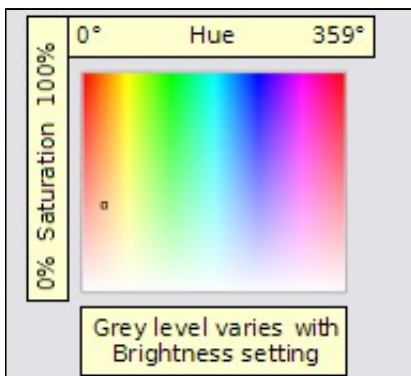 0° Hue 359°
0% Saturation 100%
Grey level varies with
Brightness setting